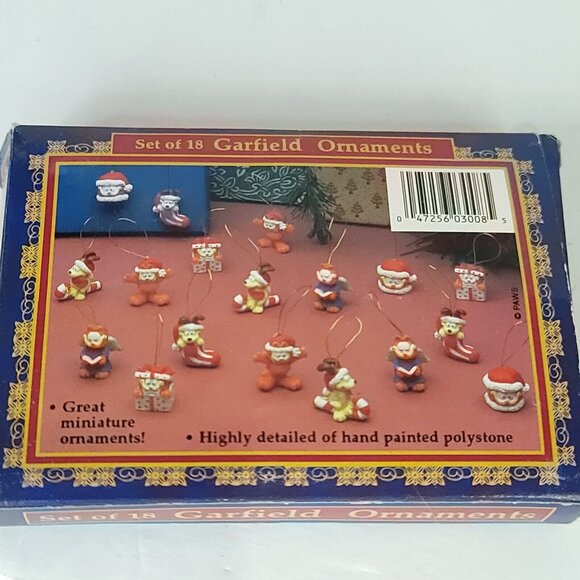 Set of 18 Garfield Ornaments
0 47256 03008 5
© PAWS
• Great
miniature
ornaments!
• Highly detailed of hand painted polystone
Set of 18 Garfield Ornaments